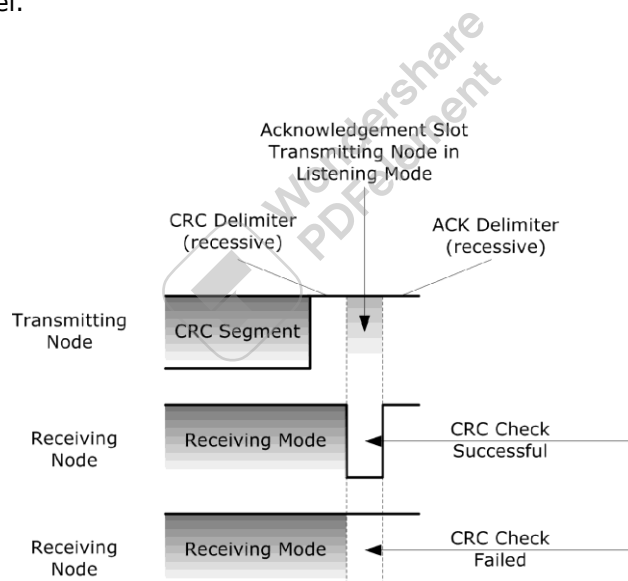 er.
Wondershare
PDFelement
Acknowledgement Slot
Transmitting Node in
Listening Mode
CRC Delimiter
(recessive)
ACK Delimiter
(recessive)
Transmitting
Node
CRC Segment
Receiving
Node
Receiving Mode
CRC Check
Successful
Receiving
Node
Receiving Mode
CRC Check
Failed